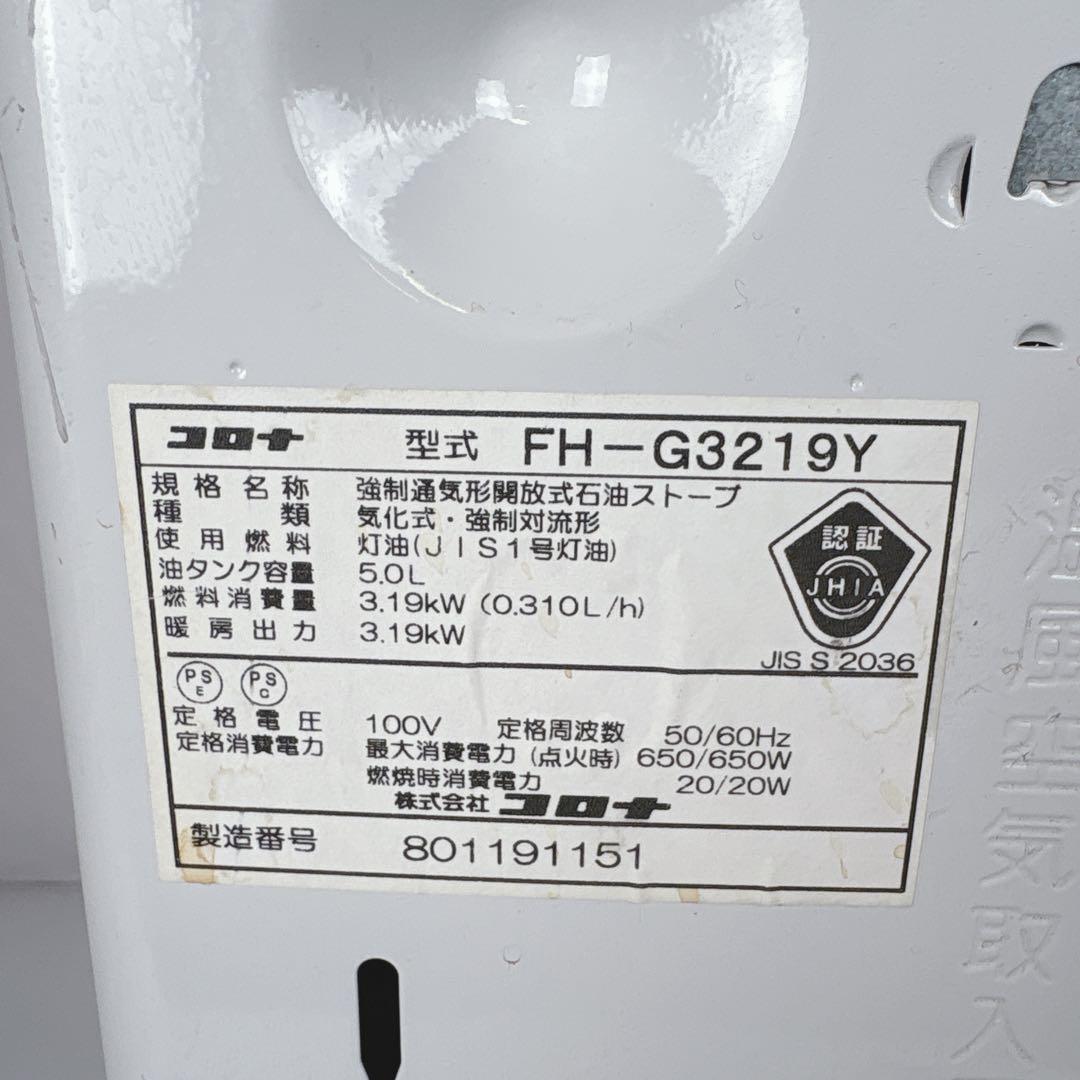 コロナ 型式 FH-G3219Y
規格名称 強制通気形開放式石油ストーブ
種類 気化式・強制対流形
使用燃料 灯油(JIS1号灯油)
油タンク容量 5.0L
燃料消費量 3.19kW (0.310L/h)
暖房出力 3.19kW
認証
JHIA
JIS S 2036
PS E PS C
定格電圧 100V 定格周波数 50/60Hz
定格消費電力 最大消費電力 (点火時) 650/650W
燃焼時消費電力 20/20W
株式会社 コロナ
製造番号 801191151
空気取入